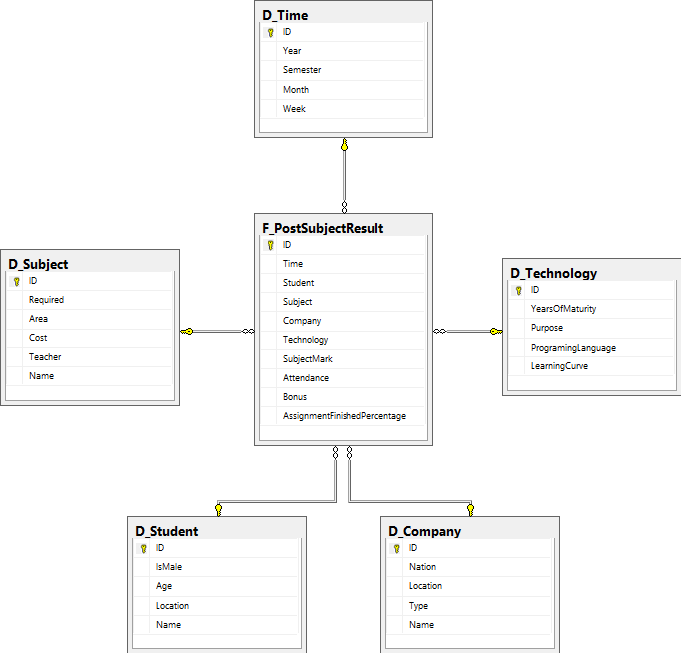 D_Time
ID
Year
Semester
Month
Week
F_PostSubjectResult
ID
Time
Student
Subject
Company
Technology
SubjectMark
Attendance
Bonus
AssignmentFinishedPercentage
D_Subject
ID
Required
Area
Cost
Teacher
Name
D_Technology
ID
YearsOfMaturity
Purpose
ProgramingLanguage
LearningCurve
D_Student
ID
IsMale
Age
Location
Name
D_Company
ID
Nation
Location
Type
Name